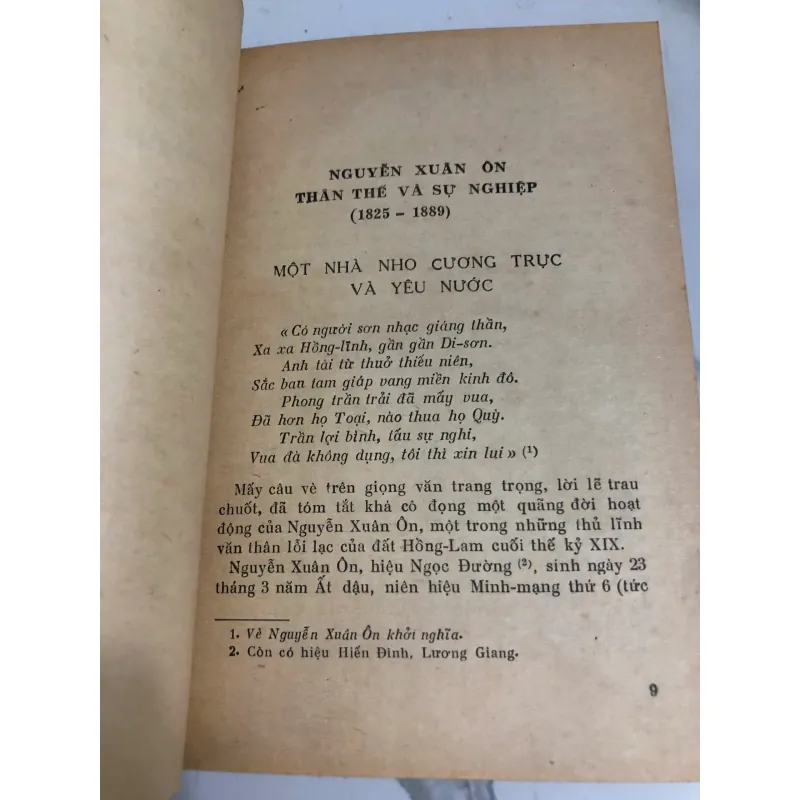 NGUYỄN XUÂN ÔN
THÂN THẾ VÀ SỰ NGHIỆP
(1825 – 1889)
MỘT NHÀ NHO CƯƠNG TRỰC
VÀ YÊU NƯỚC
« Có người sơn nhạc giáng thần,
Xa xa Hồng-lĩnh, gần gần Di-sơn.
Anh tài từ thuở thiếu niên,
Sắc ban tam giáp vang miền kinh đô.
Phong trần trải đã mấy vua,
Đã hơn họ Toại, nào thua họ Quỳ.
Trần lợi bình, tấu sự nghi,
Vua đà không dụng, tôi thì xin lui » (1)
Mấy câu vè trên giọng văn trang trọng, lời lẽ trau
chuốt, đã tóm tắt khá cô đọng một quãng đời hoạt
động của Nguyễn Xuân Ôn, một trong những thủ lĩnh
văn thân lỗi lạc của đất Hồng-Lam cuối thế kỷ XIX.
Nguyễn Xuân Ôn, hiệu Ngọc Đường (2), sinh ngày 23
tháng 3 năm Ất dậu, niên hiệu Minh-mạng thứ 6 (tức
1. Vè Nguyễn Xuân Ôn khởi nghĩa.
2. Còn có hiệu Hiến Đình, Lương Giang.
9